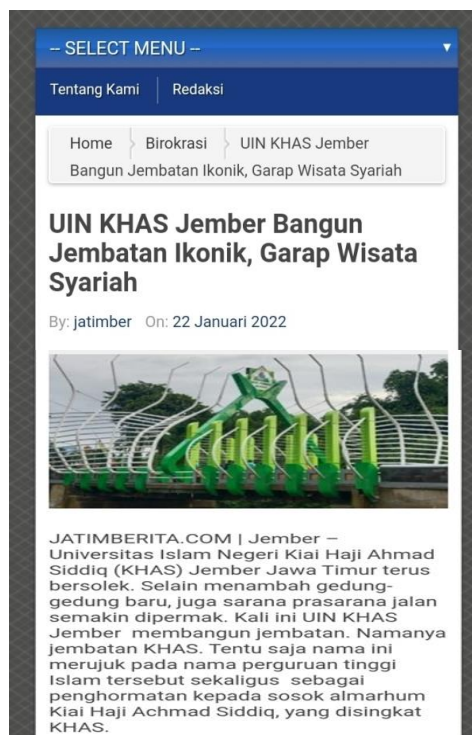 -- SELECT MENU --
Tentang Kami Redaksi
Home Birokrasi UIN KHAS Jember
Bangun Jembatan Ikonik, Garap Wisata Syariah
UIN KHAS Jember Bangun
Jembatan Ikonik, Garap Wisata
Syariah
By: jatimber On: 22 Januari 2022
JATIMBERITA.COM | Jember –
Universitas Islam Negeri Kiai Haji Ahmad
Siddiq (KHAS) Jember Jawa Timur terus
bersolek. Selain menambah gedung-
gedung baru, juga sarana prasarana jalan
semakin dipermak. Kali ini UIN KHAS
Jember membangun jembatan. Namanya
jembatan KHAS. Tentu saja nama ini
merujuk pada nama perguruan tinggi
Islam tersebut sekaligus sebagai
penghormatan kepada sosok almarhum
Kiai Haji Achmad Siddiq, yang disingkat
KHAS.